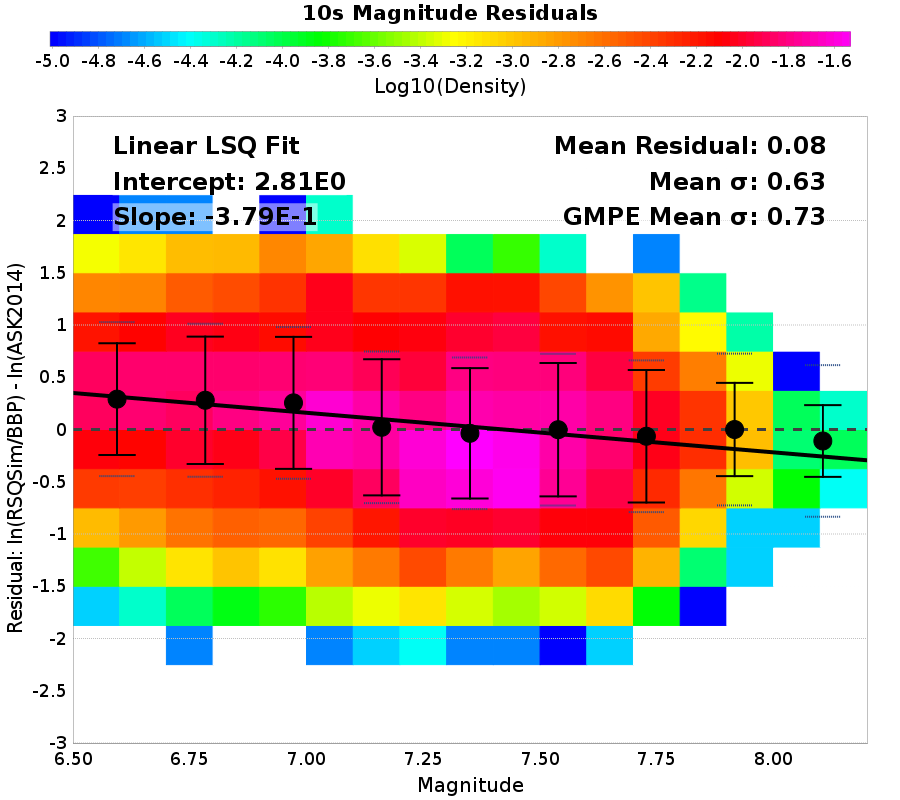 10s Magnitude Residuals
-5.0 -4.8 -4.6 -4.4 -4.2 -4.0 -3.8 -3.6 -3.4 -3.2 -3.0 -2.8 -2.6 -2.4 -2.2 -2.0 -1.8 -1.6
Log10(Density)
Linear LSQ Fit
Intercept: 2.81E0
Slope: -3.79E-1
Mean Residual: 0.08
Mean σ: 0.63
GMPE Mean σ: 0.73
Residual: ln(RSQSim/BBP) - ln(ASK2014)
3
2.5
2
1.5
1
0.5
0
-0.5
-1
-1.5
-2
-2.5
-3
6.50 6.75 7.00 7.25 7.50 7.75 8.00
Magnitude